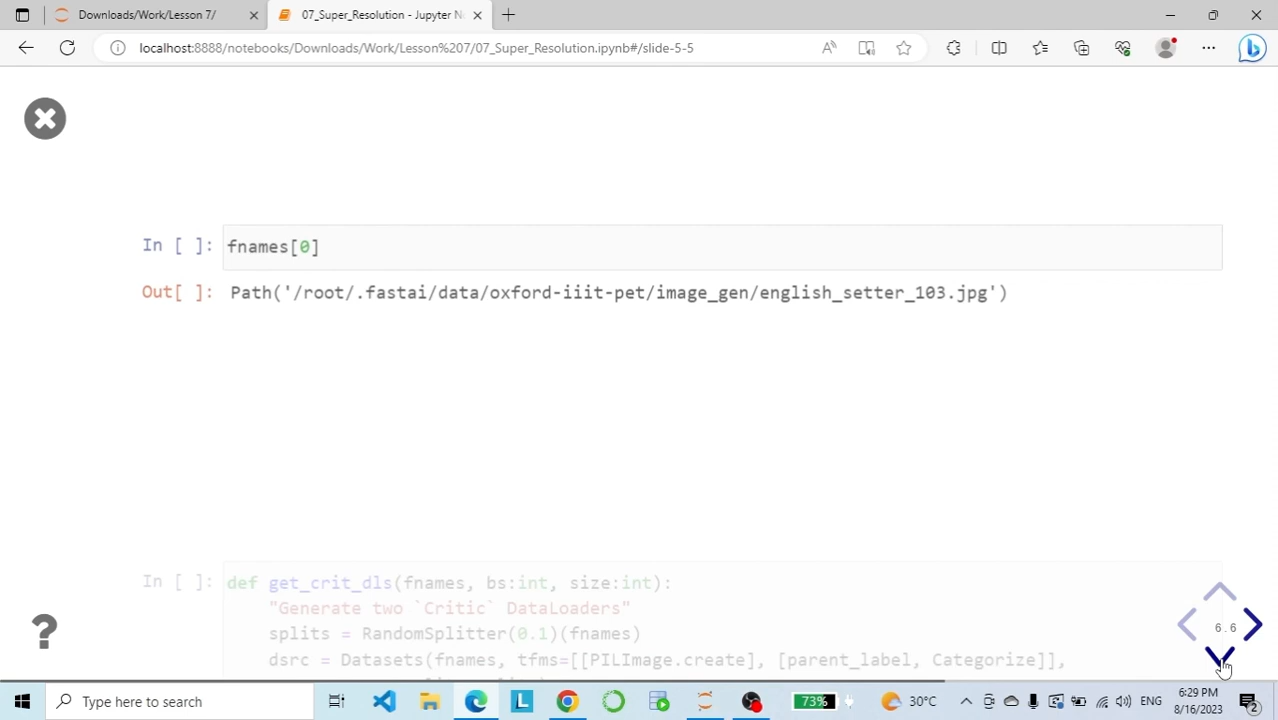 Downloads/Work/Lesson 7/
07_Super_Resolution - Jupyter No
localhost:8888/notebooks/Downloads/Work/Lesson%207/07_Super_Resolution.ipynb#/slide-5-5
In [ ]: fnames[0]
Out[ ]: Path('/root/.fastai/data/oxford-iiit-pet/image_gen/english_setter_103.jpg')
In [ ]: def get_crit_dls(fnames, bs:int, size:int):
"Generate two `Critic` DataLoaders"
splits = RandomSplitter(0.1)(fnames)
dsrc = Datasets(fnames, tfms=[[PILImage.create], [parent_label, Categorize]],
?
6.6
Type here to search
73%
30°C
ENG
6:29 PM
8/16/2023
2